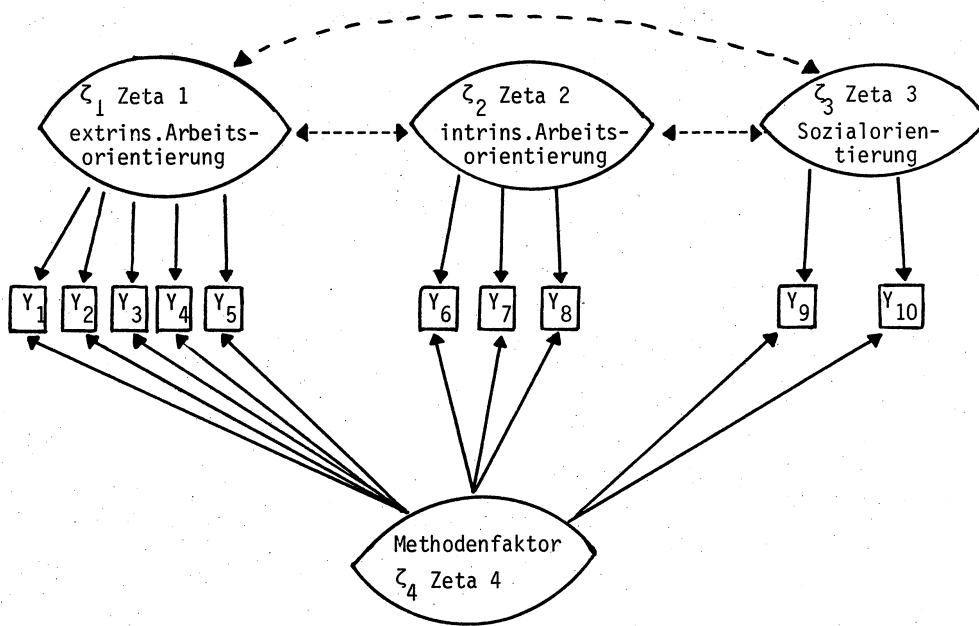 ζ₁ Zeta 1
extrins.Arbeits-
orientierung
ζ₂ Zeta 2
intrins.Arbeits-
orientierung
ζ₃ Zeta 3
Sozialorien-
tierung
Y₁ Y₂ Y₃ Y₄ Y₅ Y₆ Y₇ Y₈ Y₉ Y₁₀
Methodenfaktor
ζ₄ Zeta 4